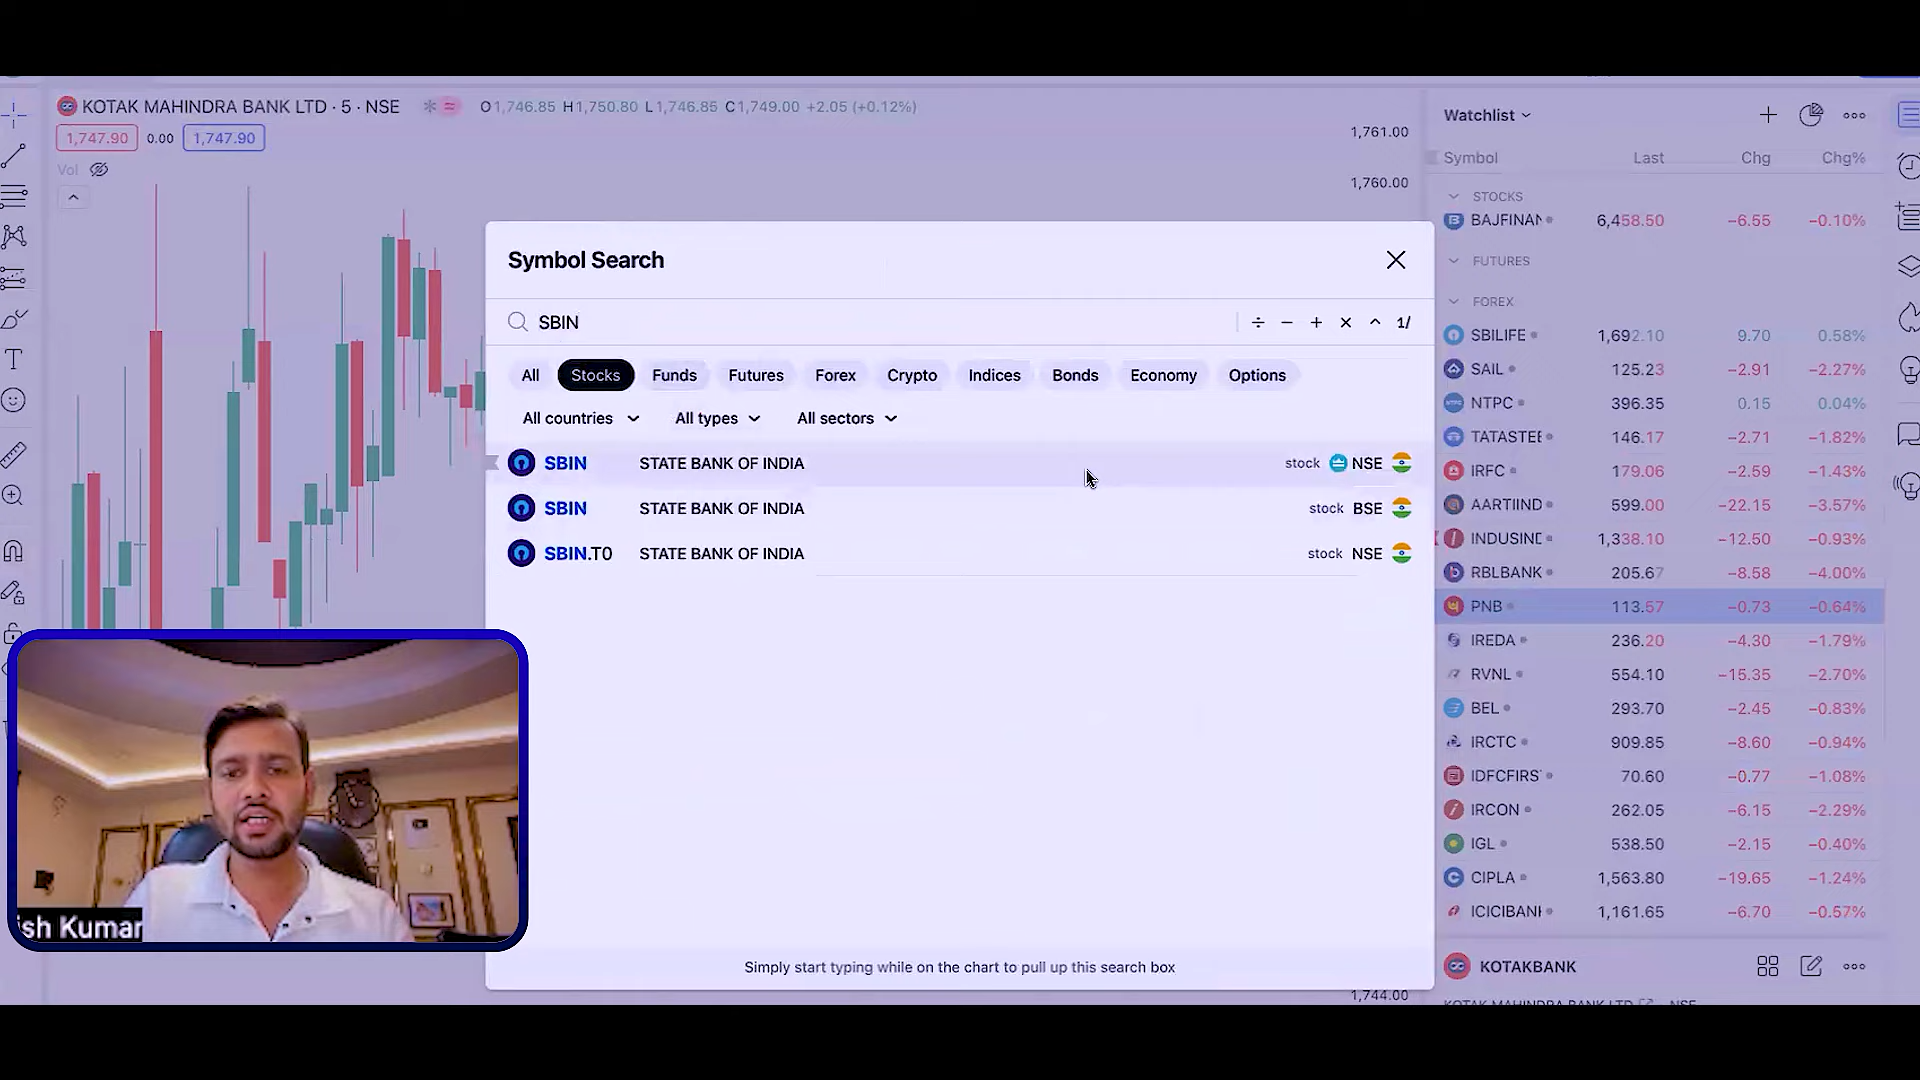 KOTAK MAHINDRA BANK LTD · 5 · NSE O1,746.85 H1,750.80 L1,746.85 C1,749.00 +2.05 (+0.12%)
1,747.90 0.00 1,747.90
Vol
1,761.00
1,760.00
Symbol Search
SBIN
÷ − + × ^ 1/
All Stocks Funds Futures Forex Crypto Indices Bonds Economy Options
All countries All types All sectors
SBIN STATE BANK OF INDIA stock NSE
SBIN STATE BANK OF INDIA stock BSE
SBIN.T0 STATE BANK OF INDIA stock NSE
Simply start typing while on the chart to pull up this search box
1,744.00
ish Kumar
Watchlist
Symbol Last Chg Chg%
STOCKS
BAJFINAN 6,458.50 −6.55 −0.10%
FUTURES
FOREX
SBILIFE 1,692.10 9.70 0.58%
SAIL 125.23 −2.91 −2.27%
NTPC 396.35 0.15 0.04%
TATASTEE 146.17 −2.71 −1.82%
IRFC 179.06 −2.59 −1.43%
AARTIIND 599.00 −22.15 −3.57%
INDUSIND 1,338.10 −12.50 −0.93%
RBLBANK 205.67 −8.58 −4.00%
PNB 113.57 −0.73 −0.64%
IREDA 236.20 −4.30 −1.79%
RVNL 554.10 −15.35 −2.70%
BEL 293.70 −2.45 −0.83%
IRCTC 909.85 −8.60 −0.94%
IDFCFIRS 70.60 −0.77 −1.08%
IRCON 262.05 −6.15 −2.29%
IGL 538.50 −2.15 −0.40%
CIPLA 1,563.80 −19.65 −1.24%
ICICIBANK 1,161.65 −6.70 −0.57%
KOTAKBANK
KOTAK MAHINDRA BANK LTD NSE